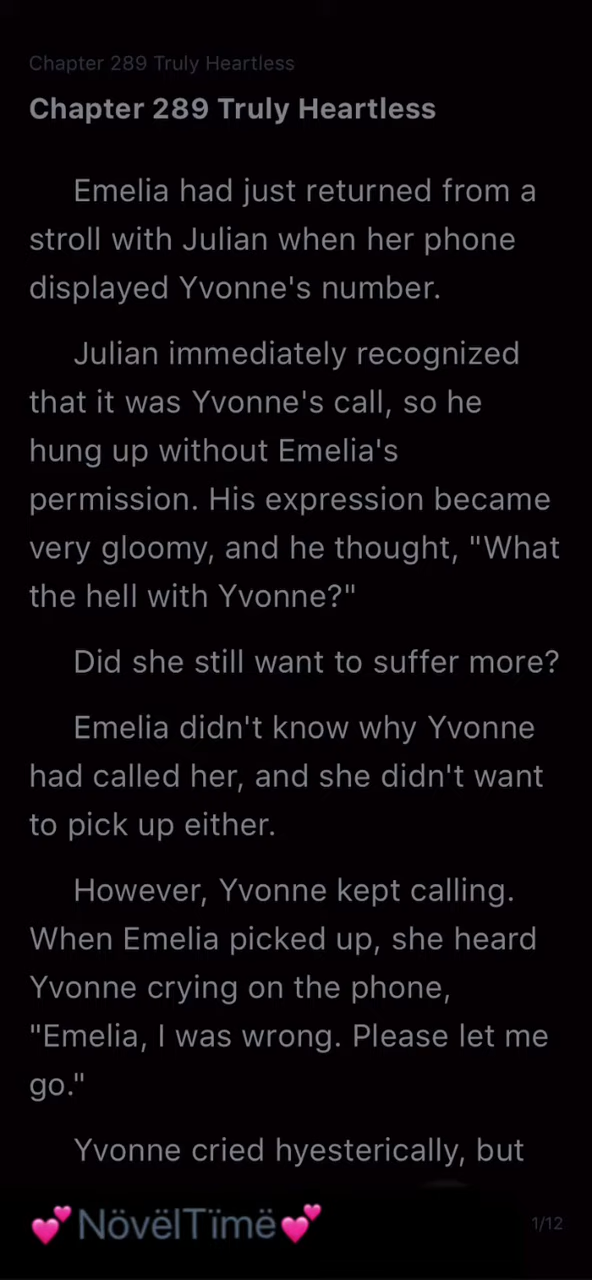 Chapter 289 Truly Heartless
Chapter 289 Truly Heartless
Emelia had just returned from a
stroll with Julian when her phone
displayed Yvonne's number.
Julian immediately recognized
that it was Yvonne's call, so he
hung up without Emelia's
permission. His expression became
very gloomy, and he thought, "What
the hell with Yvonne?"
Did she still want to suffer more?
Emelia didn't know why Yvonne
had called her, and she didn't want
to pick up either.
However, Yvonne kept calling.
When Emelia picked up, she heard
Yvonne crying on the phone,
"Emelia, I was wrong. Please let me
go."
Yvonne cried hyesterically, but
💕NövëlTïmë💕
1/12